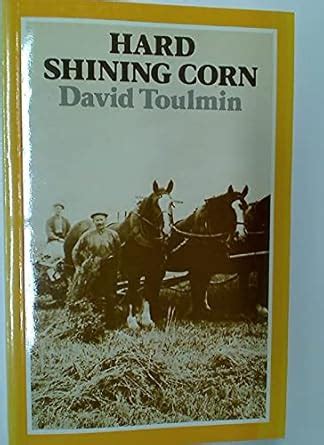 HARD
SHINING CORN
David Toulmin